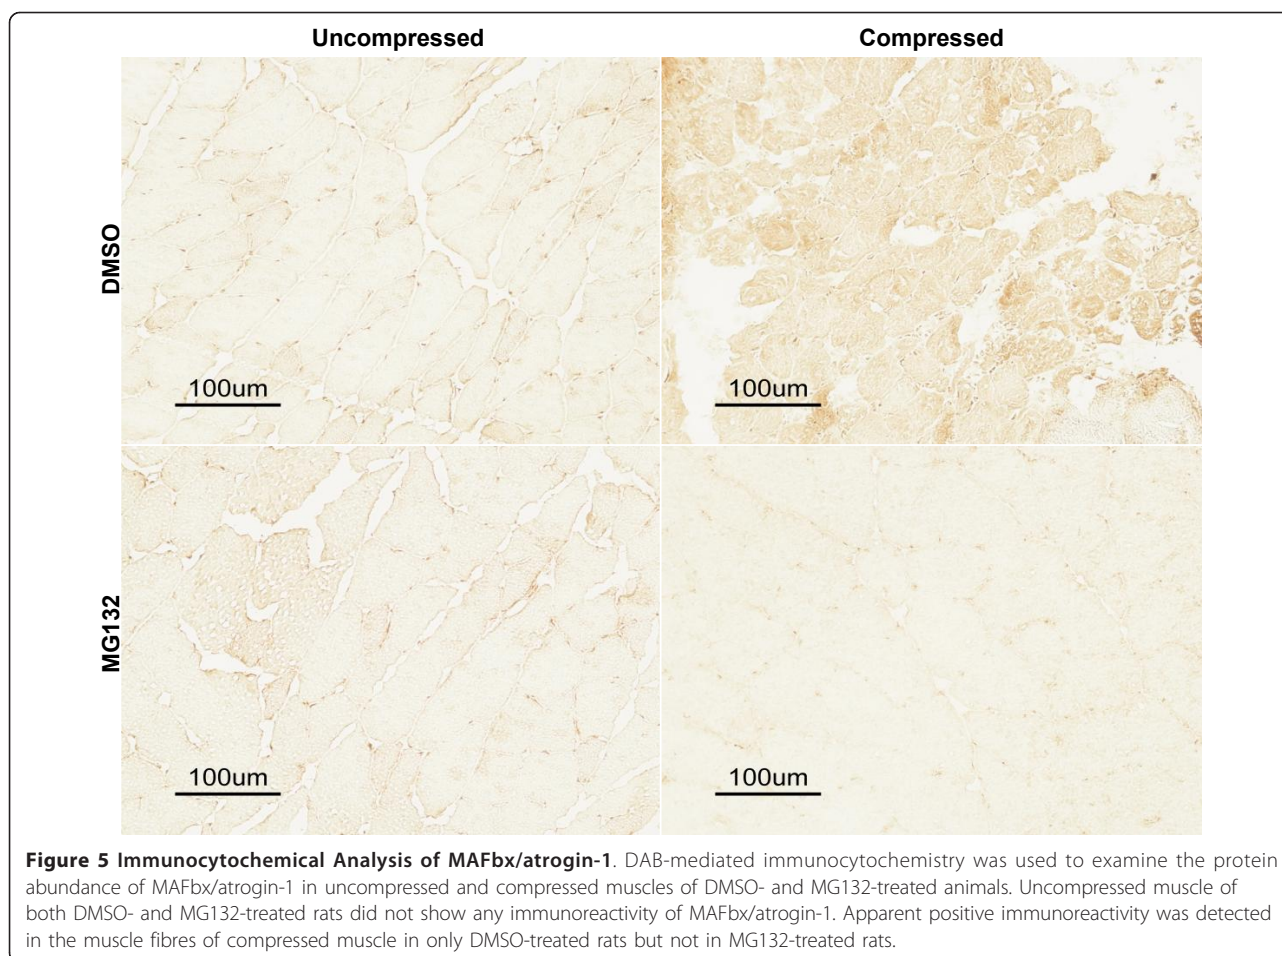 Uncompressed
Compressed
DMSO
100um
100um
MG132
100um
100um
Figure 5 Immunocytochemical Analysis of MAFbx/atrogin-1. DAB-mediated immunocytochemistry was used to examine the protein
abundance of MAFbx/atrogin-1 in uncompressed and compressed muscles of DMSO- and MG132-treated animals. Uncompressed muscle of
both DMSO- and MG132-treated rats did not show any immunoreactivity of MAFbx/atrogin-1. Apparent positive immunoreactivity was detected
in the muscle fibres of compressed muscle in only DMSO-treated rats but not in MG132-treated rats.